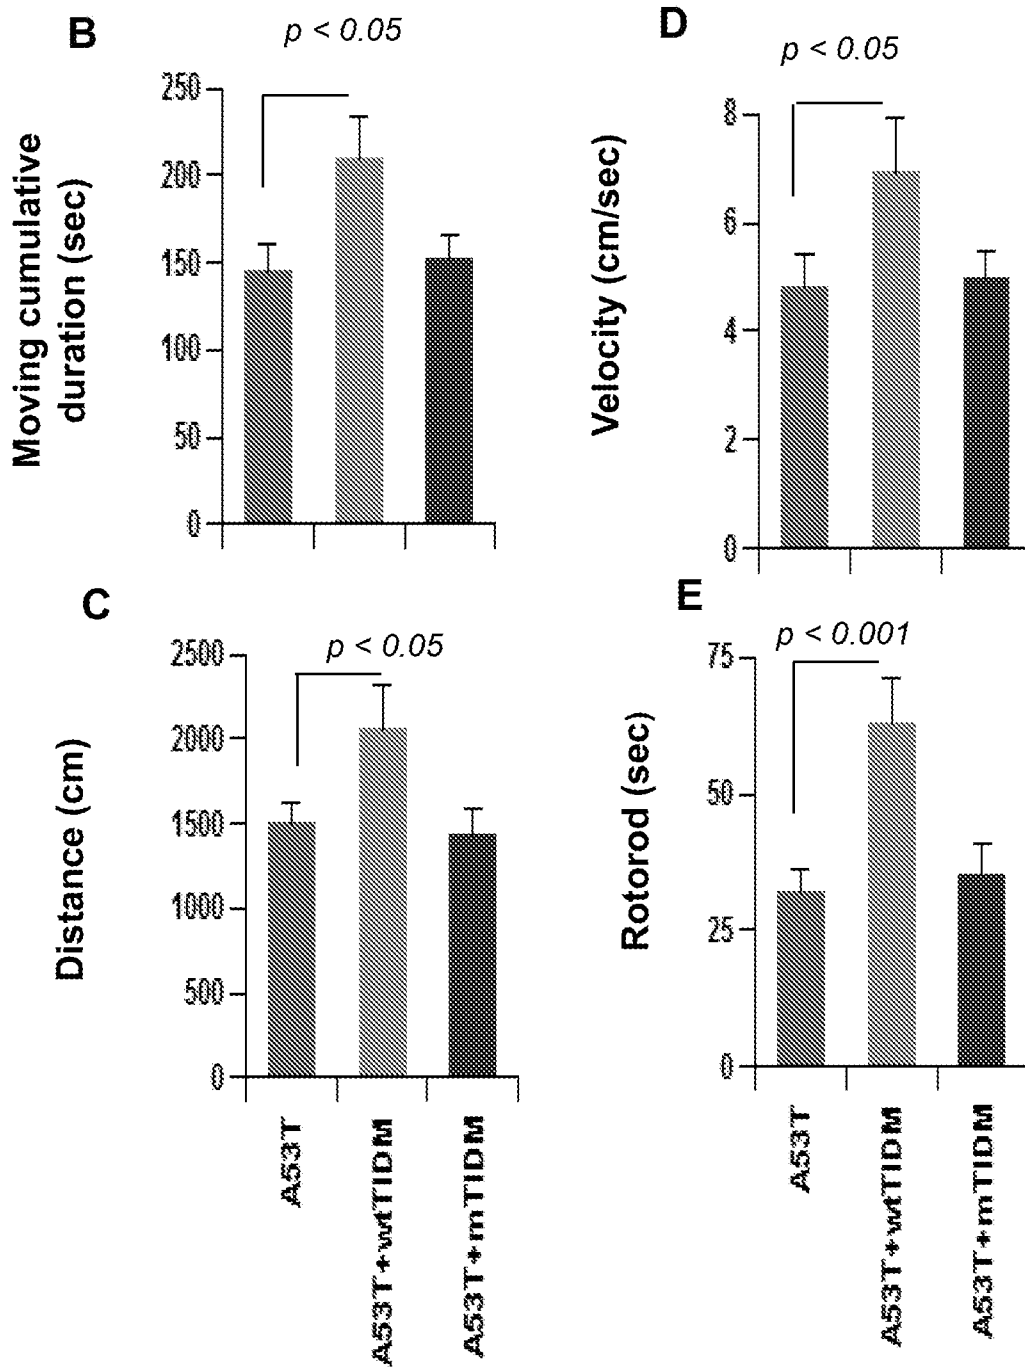 B
p < 0.05
Moving cumulative
duration (sec)
250
200
150
100
50
0
D
p < 0.05
Velocity (cm/sec)
8
6
4
2
0
C
p < 0.05
Distance (cm)
2500
2000
1500
1000
500
0
A53T
A53T+wtTIDM
A53T+mTIDM
E
p < 0.001
Rotorod (sec)
75
50
25
0
A53T
A53T+wtTIDM
A53T+mTIDM